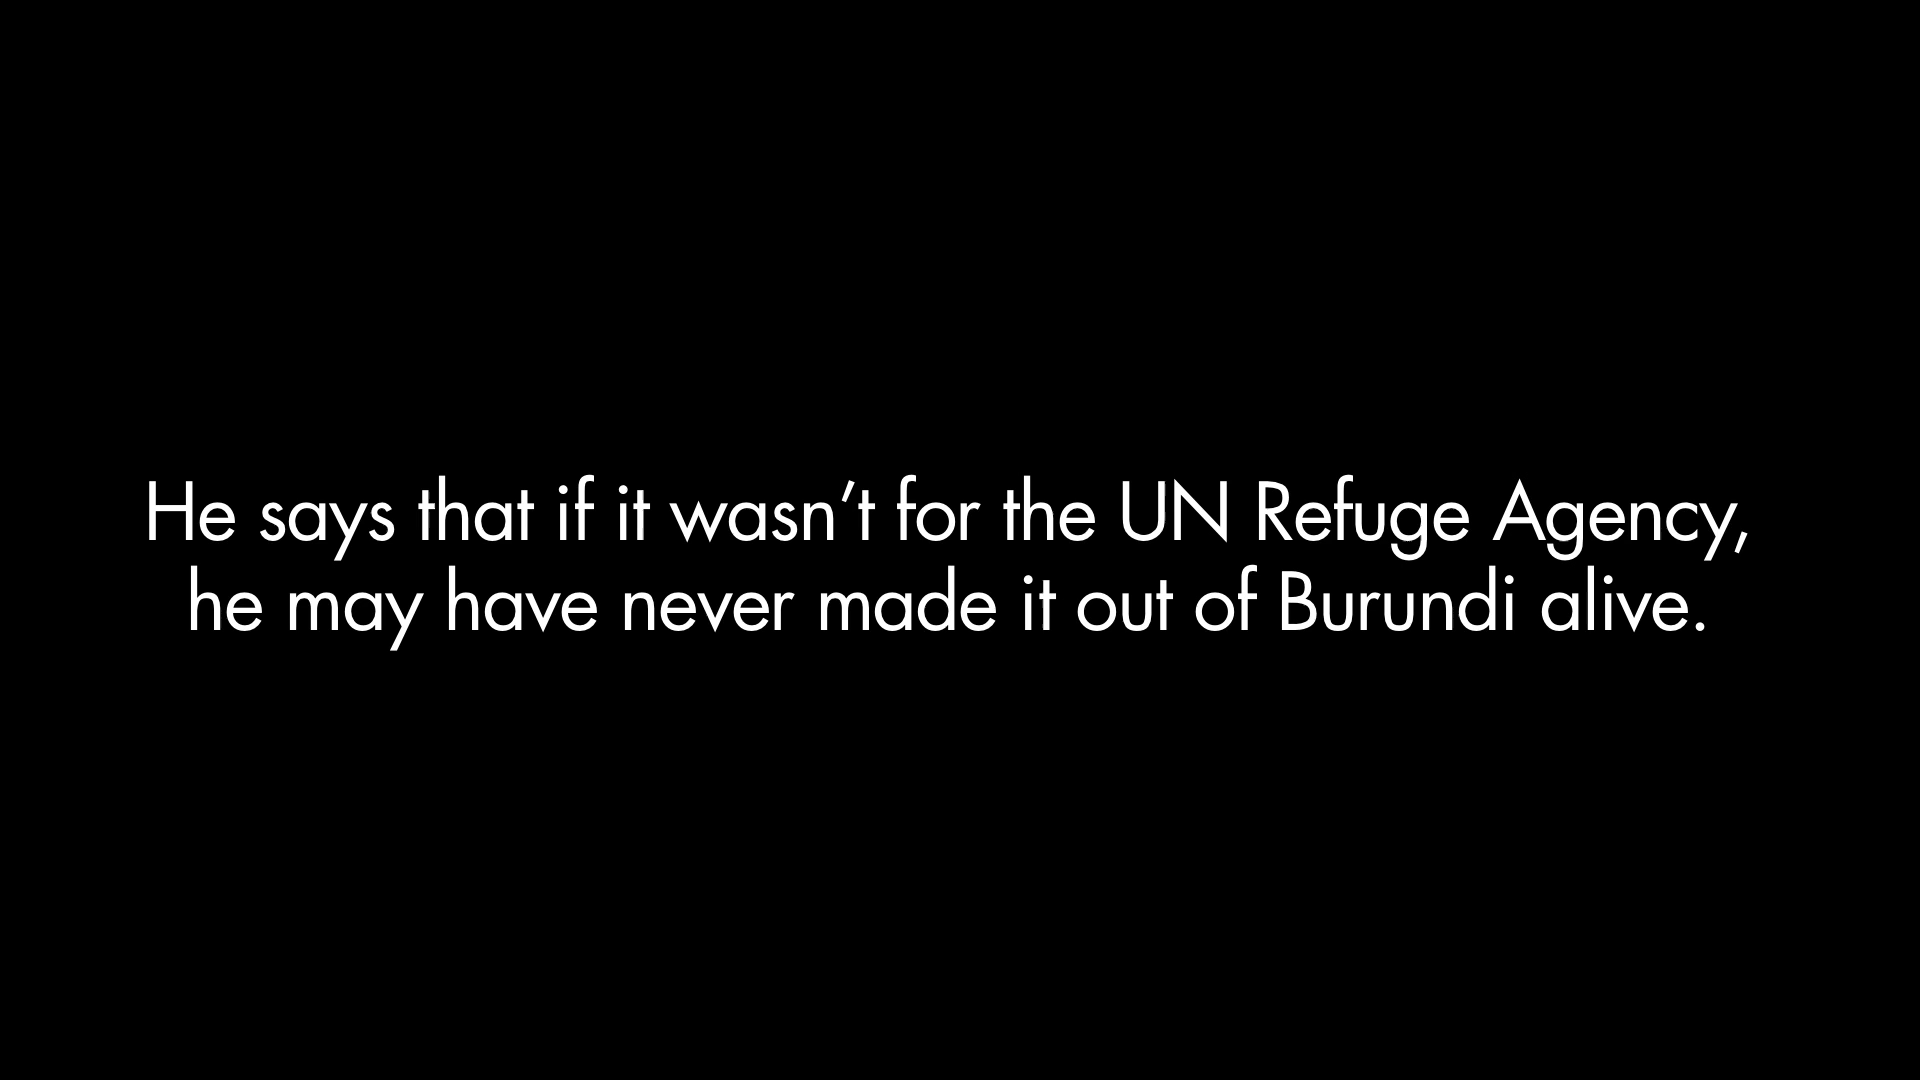 He says that if it wasn’t for the UN Refuge Agency,
he may have never made it out of Burundi alive.